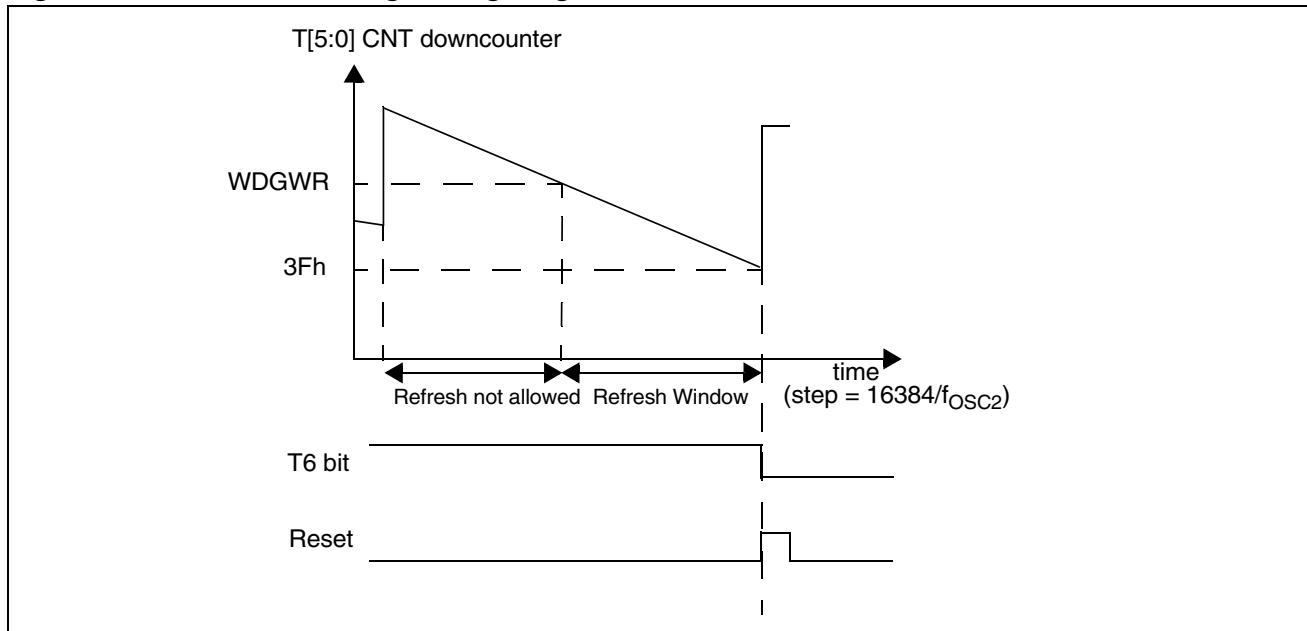 T[5:0] CNT downcounter
WDGWR
3Fh
time
Refresh not allowed Refresh Window (step = 16384/fOSC2)
T6 bit
Reset